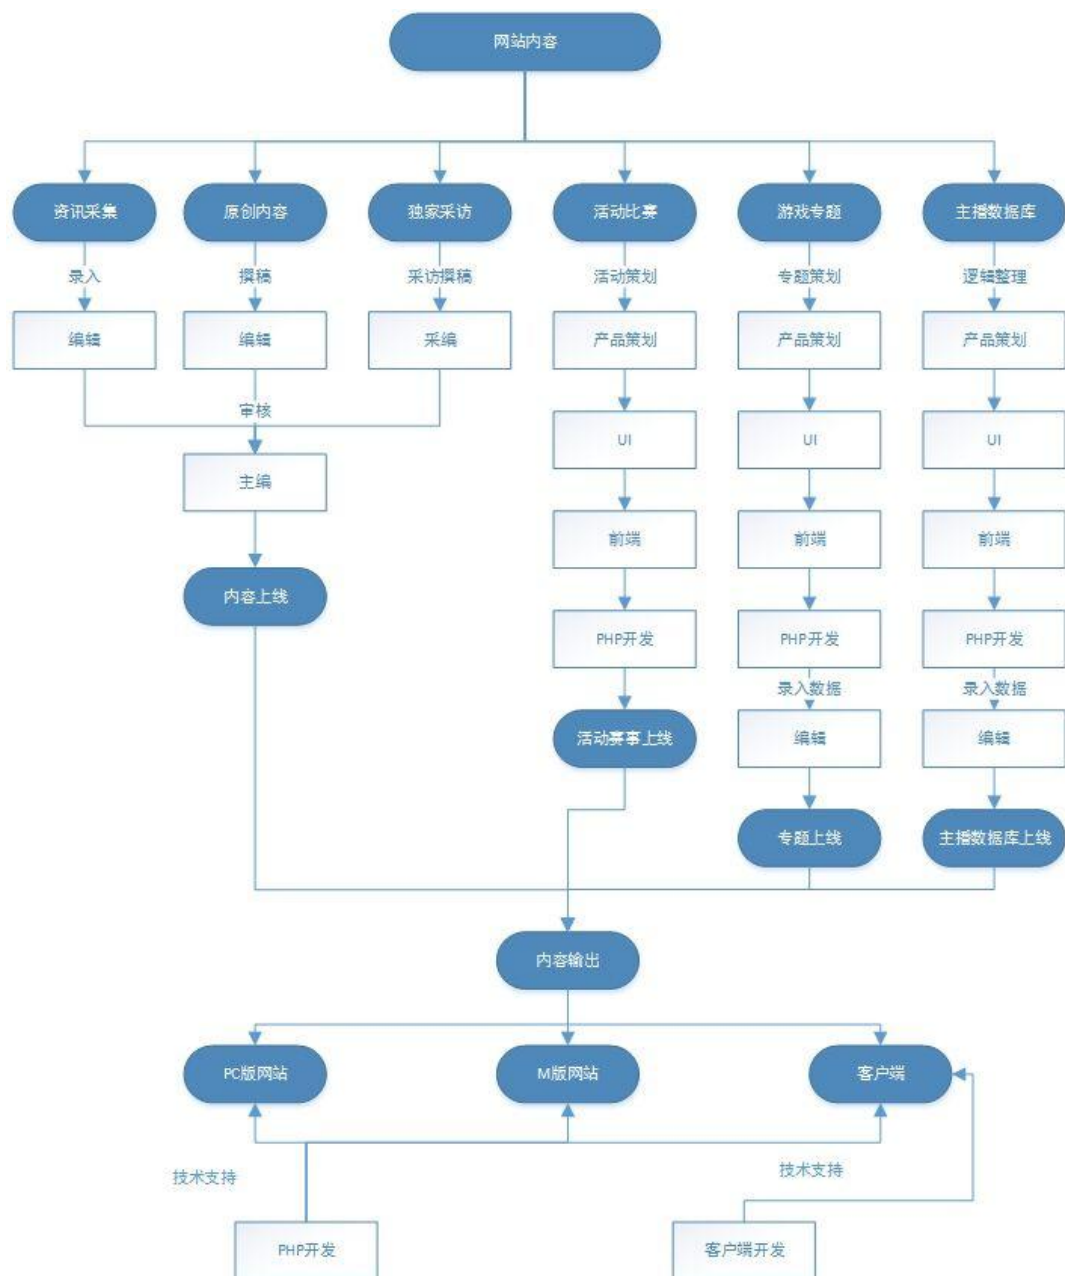 网站内容
资讯采集
原创内容
独家采访
活动比赛
游戏专题
主播数据库
录入
撰稿
采访撰稿
活动策划
专题策划
逻辑整理
编辑
编辑
采编
产品策划
产品策划
产品策划
审核
UI
UI
UI
主编
前端
前端
前端
内容上线
PHP开发
PHP开发
PHP开发
录入数据
录入数据
活动赛事上线
编辑
编辑
专题上线
主播数据库上线
内容输出
PC版网站
M版网站
客户端
技术支持
技术支持
PHP开发
客户端开发